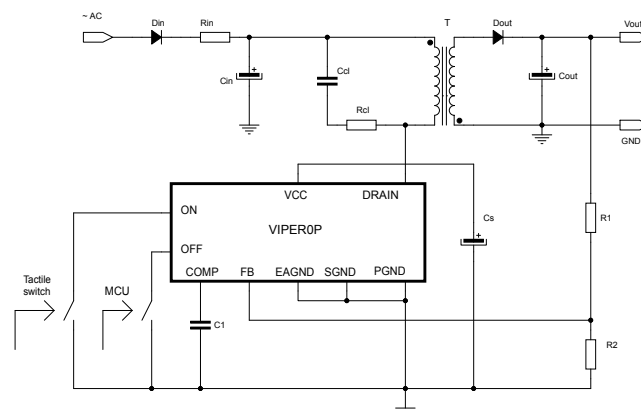 ~ AC
Din
Rin
T
Dout
Vout
Cin
+
Ccl
Rcl
+
Cout
GND
VCC
DRAIN
ON
VIPER0P
OFF
Cs
+
R1
COMP
FB
EAGND
SGND
PGND
Tactile
switch
MCU
C1
R2